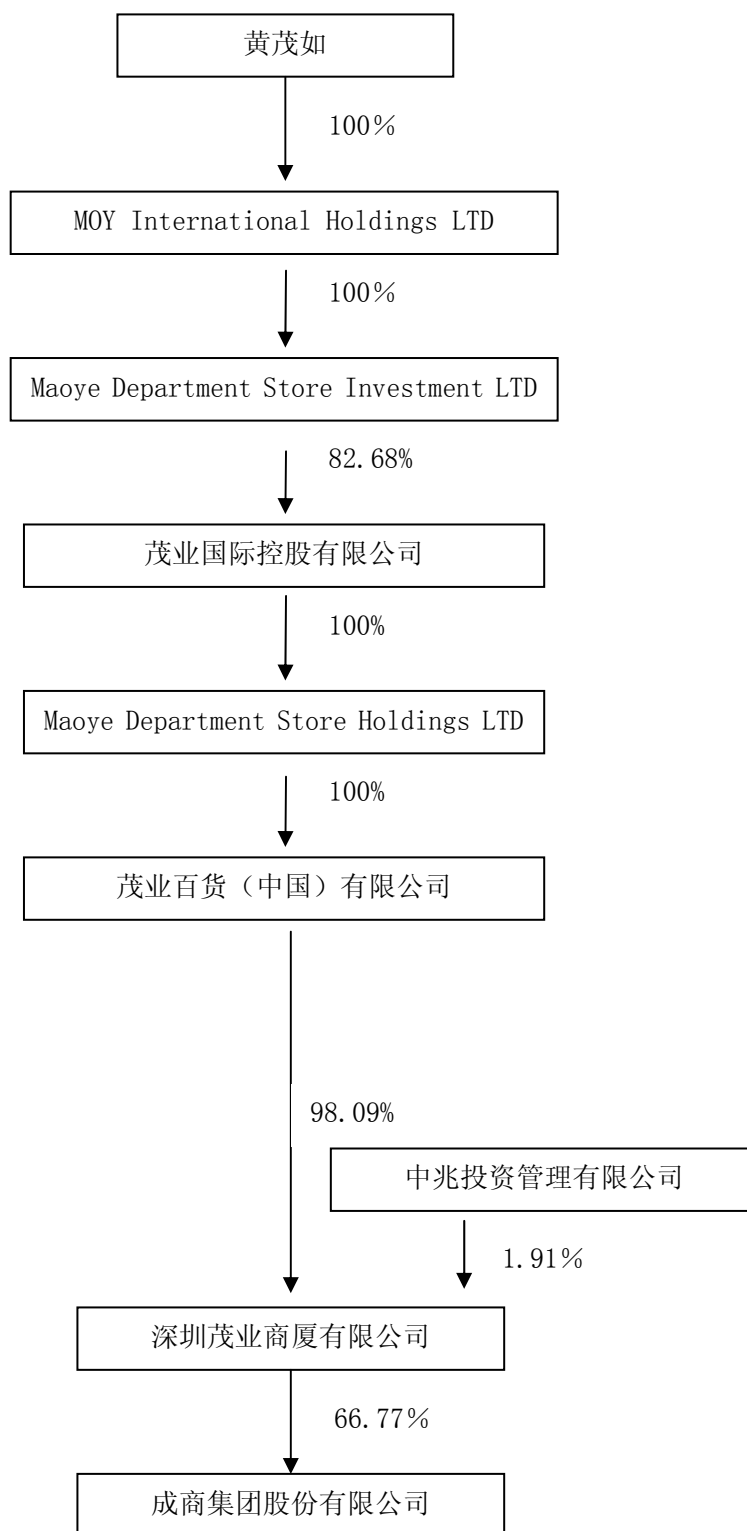 黄茂如
100％
MOY International Holdings LTD
100％
Maoye Department Store Investment LTD
82.68%
茂业国际控股有限公司
100%
Maoye Department Store Holdings LTD
100%
茂业百货（中国）有限公司
98.09%
中兆投资管理有限公司
1.91％
深圳茂业商厦有限公司
66.77％
成商集团股份有限公司